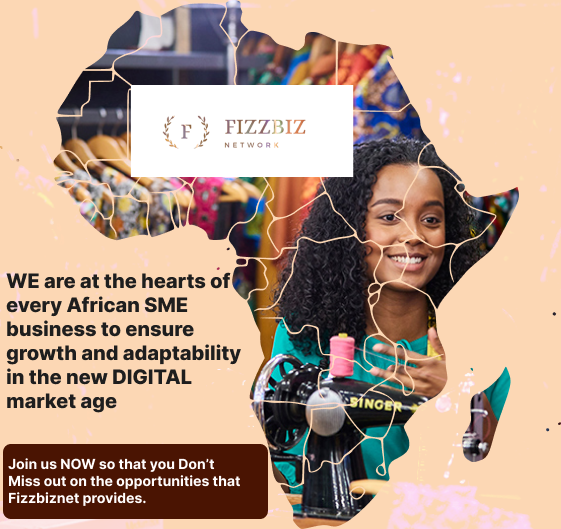 F
FIZZBIZ
NETWORK
WE are at the hearts of
every African SME
business to ensure
growth and adaptability
in the new DIGITAL
market age
SINGER
Join us NOW so that you Don't
Miss out on the opportunities that
Fizzbiznet provides.